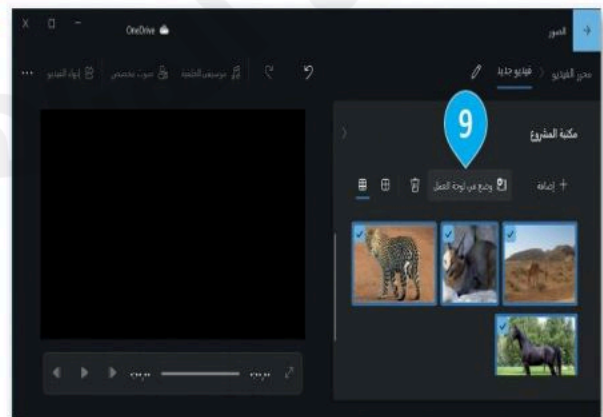 الصور
OneDrive
محرر الفيديو
فيديو جديد
موسيقى الخلفية
صوت مخصص
إنهاء الفيديو
مكتبة المشروع
9
إضافة
وضع في لوحة العمل